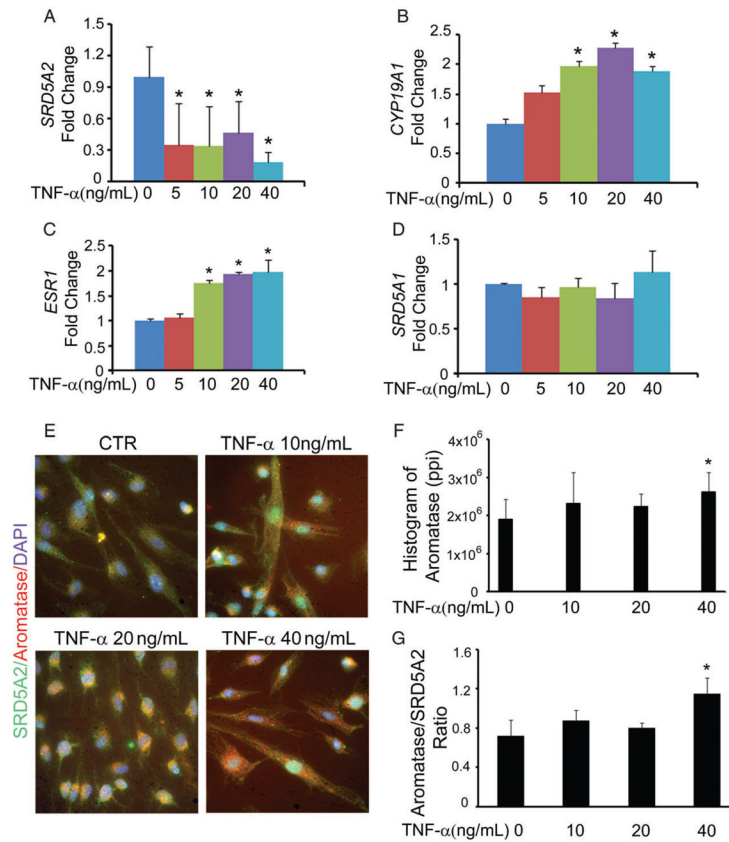 A
SRD5A2
Fold Change
1.5
1.2
0.9
0.6
0.3
0
* * * *
TNF-α(ng/mL) 0 5 10 20 40
B
CYP19A1
Fold Change
2.5
2
1.5
1
0.5
* * *
TNF-α(ng/mL) 0 5 10 20 40
C
ESR1
Fold Change
2.5
2
1.5
1
0.5
* * *
TNF-α(ng/mL) 0 5 10 20 40
D
SRD5A1
Fold Change
1.5
1
0.5
0
TNF-α(ng/mL) 0 5 10 20 40
E
SRD5A2/Aromatase/DAPI
CTR
TNF-α 10ng/mL
TNF-α 20 ng/mL
TNF-α 40 ng/mL
F
Histogram of
Aromatase (ppi)
4x10⁶
3x10⁶
2x10⁶
1x10⁶
0
*
TNF-α(ng/mL) 0 10 20 40
G
Aromatase/SRD5A2
Ratio
1.6
1.2
0.8
0.4
0
*
TNF-α(ng/mL) 0 10 20 40